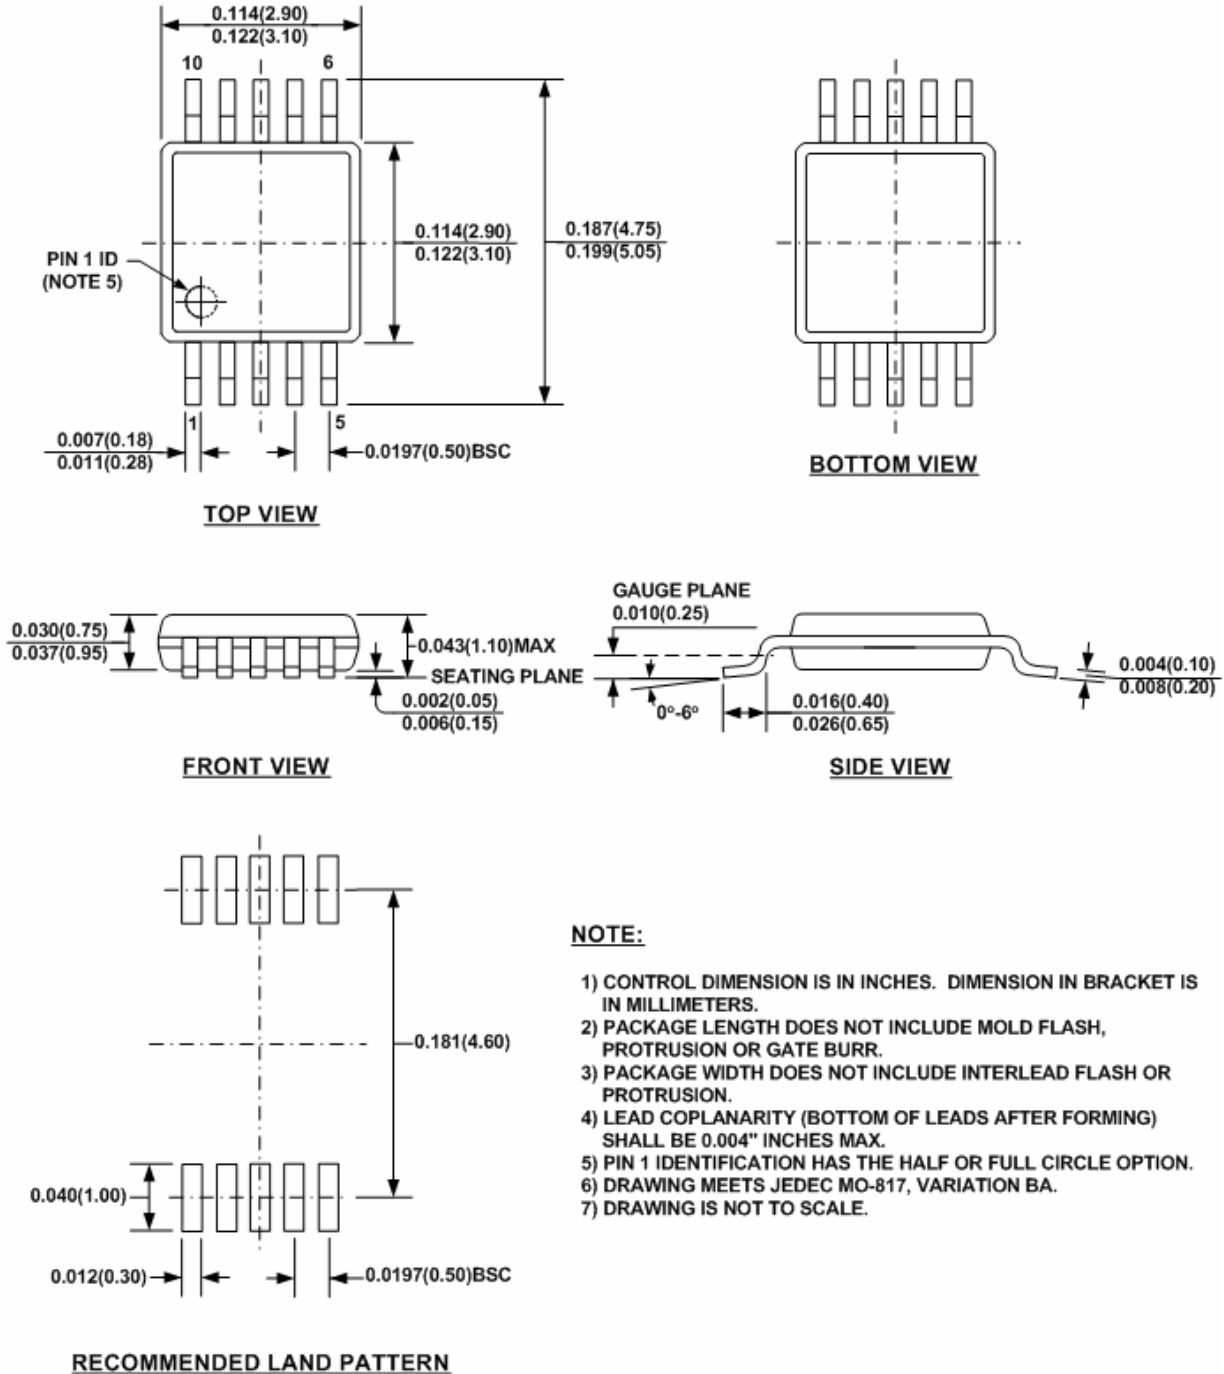 0.114(2.90)
0.122(3.10)
10
6
0.114(2.90)
0.122(3.10)
0.187(4.75)
0.199(5.05)
PIN 1 ID
(NOTE 5)
1
5
0.007(0.18)
0.011(0.28)
0.0197(0.50)BSC
TOP VIEW
BOTTOM VIEW
0.030(0.75)
0.037(0.95)
0.043(1.10)MAX
SEATING PLANE
0.002(0.05)
0.006(0.15)
FRONT VIEW
GAUGE PLANE
0.010(0.25)
0º-6º
0.016(0.40)
0.026(0.65)
0.004(0.10)
0.008(0.20)
SIDE VIEW
0.181(4.60)
0.040(1.00)
0.012(0.30)
0.0197(0.50)BSC
RECOMMENDED LAND PATTERN
NOTE:
1) CONTROL DIMENSION IS IN INCHES. DIMENSION IN BRACKET IS
IN MILLIMETERS.
2) PACKAGE LENGTH DOES NOT INCLUDE MOLD FLASH,
PROTRUSION OR GATE BURR.
3) PACKAGE WIDTH DOES NOT INCLUDE INTERLEAD FLASH OR
PROTRUSION.
4) LEAD COPLANARITY (BOTTOM OF LEADS AFTER FORMING)
SHALL BE 0.004" INCHES MAX.
5) PIN 1 IDENTIFICATION HAS THE HALF OR FULL CIRCLE OPTION.
6) DRAWING MEETS JEDEC MO-817, VARIATION BA.
7) DRAWING IS NOT TO SCALE.